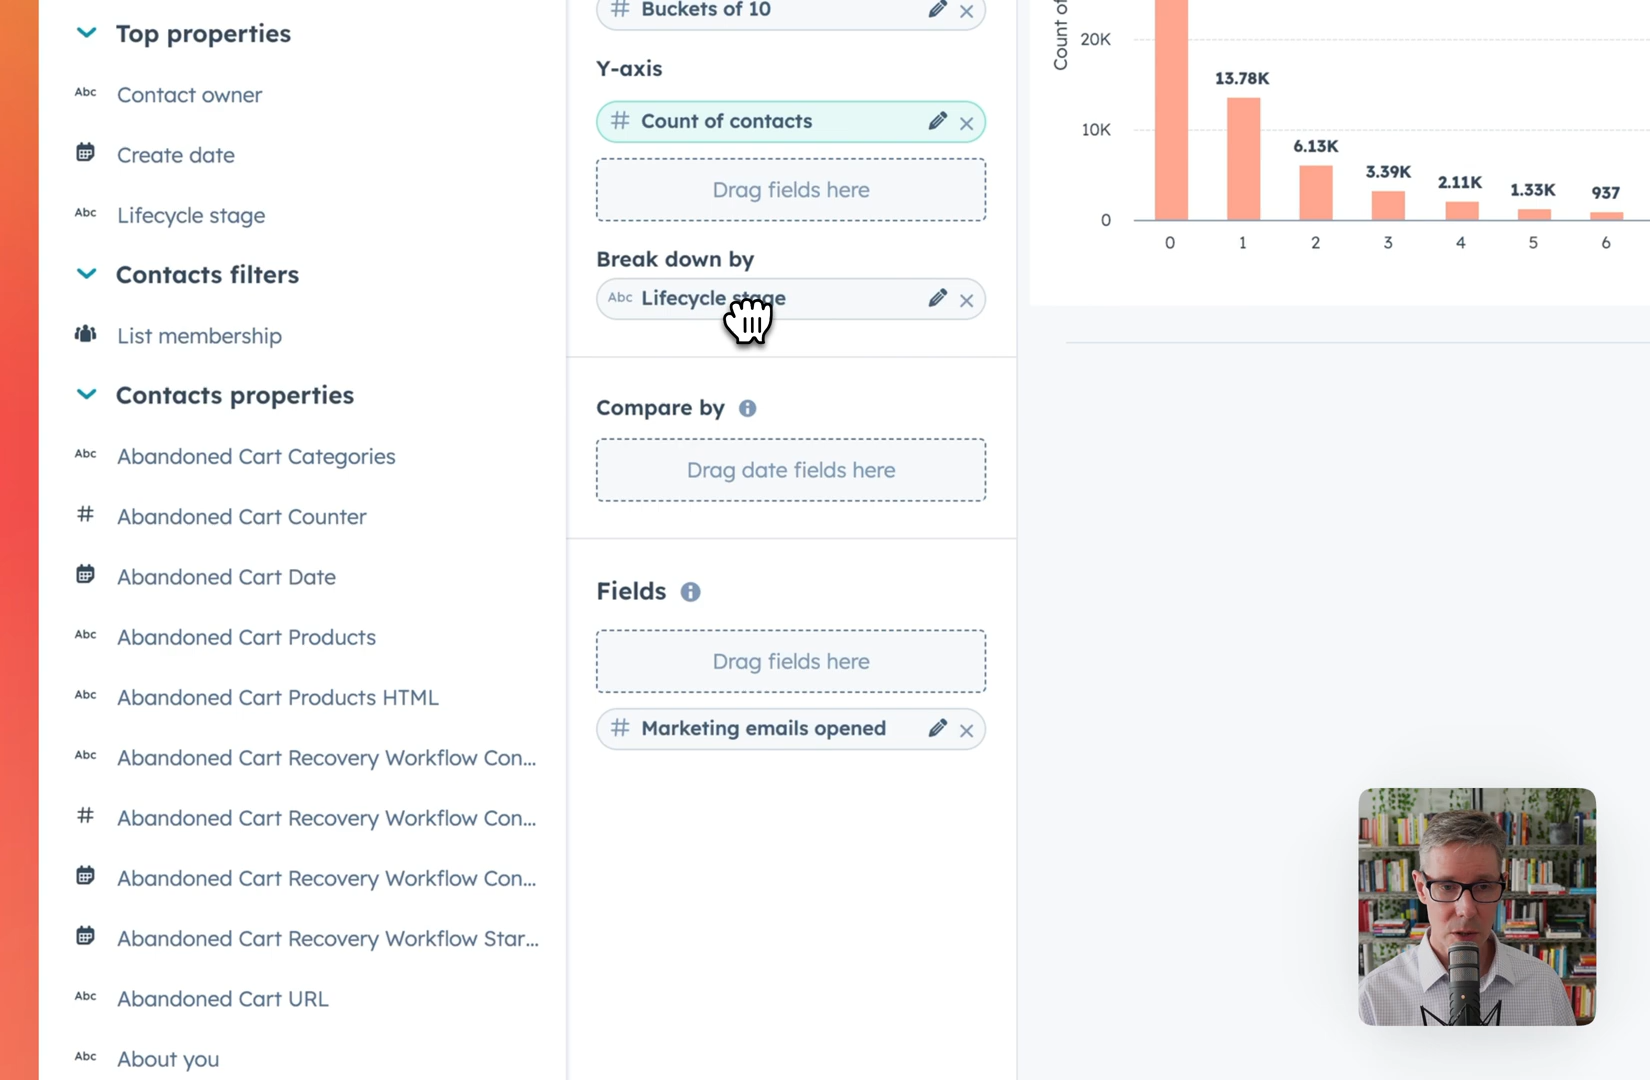 Top properties
Abc Contact owner
Create date
Abc Lifecycle stage
Contacts filters
List membership
Contacts properties
Abc Abandoned Cart Categories
# Abandoned Cart Counter
Abandoned Cart Date
Abc Abandoned Cart Products
Abc Abandoned Cart Products HTML
Abc Abandoned Cart Recovery Workflow Con...
# Abandoned Cart Recovery Workflow Con...
Abandoned Cart Recovery Workflow Con...
Abandoned Cart Recovery Workflow Star...
Abc Abandoned Cart URL
Abc About you
# Buckets of 10
Y-axis
# Count of contacts
Drag fields here
Break down by
Abc Lifecycle stage
Compare by
Drag date fields here
Fields
Drag fields here
# Marketing emails opened
Count of
20K
10K
0
13.78K
6.13K
3.39K
2.11K
1.33K
937
0 1 2 3 4 5 6